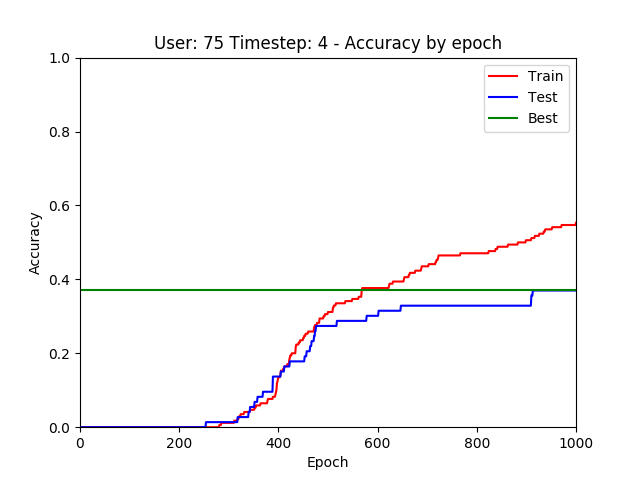 User: 75 Timestep: 4 - Accuracy by epoch
1.0
0.8
0.6
0.4
0.2
0.0
Accuracy
Train
Test
Best
0 200 400 600 800 1000
Epoch